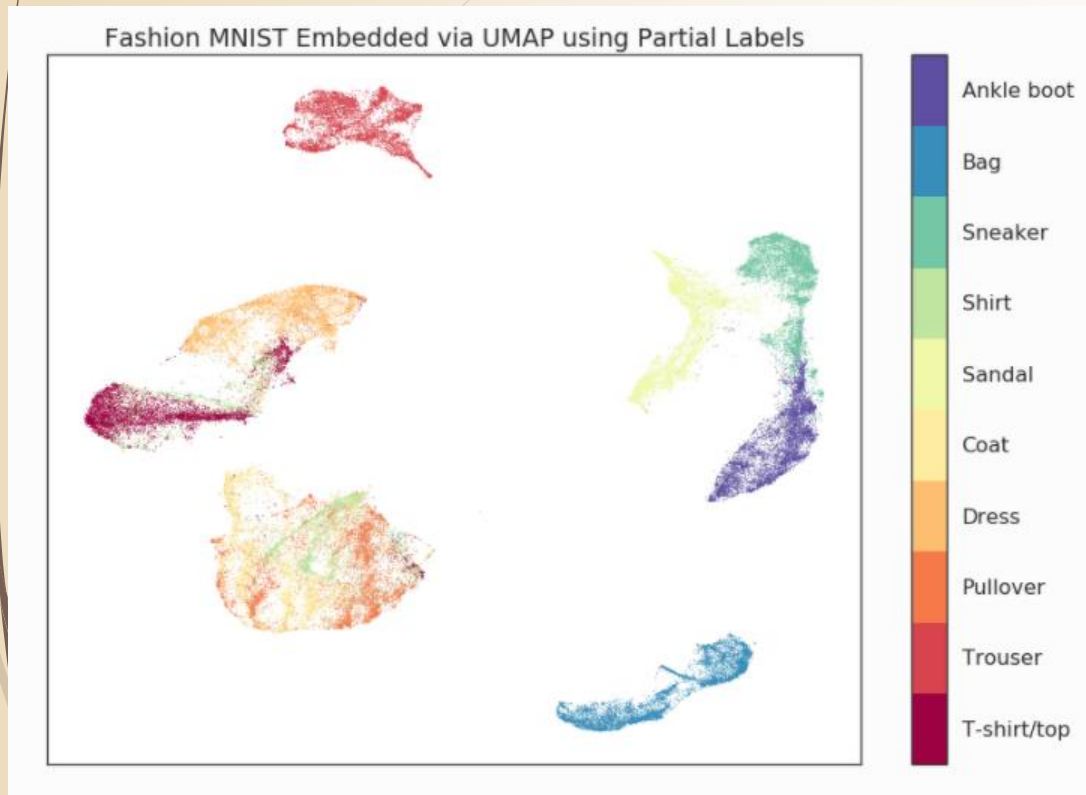 Fashion MNIST Embedded via UMAP using Partial Labels
Ankle boot
Bag
Sneaker
Shirt
Sandal
Coat
Dress
Pullover
Trouser
T-shirt/top